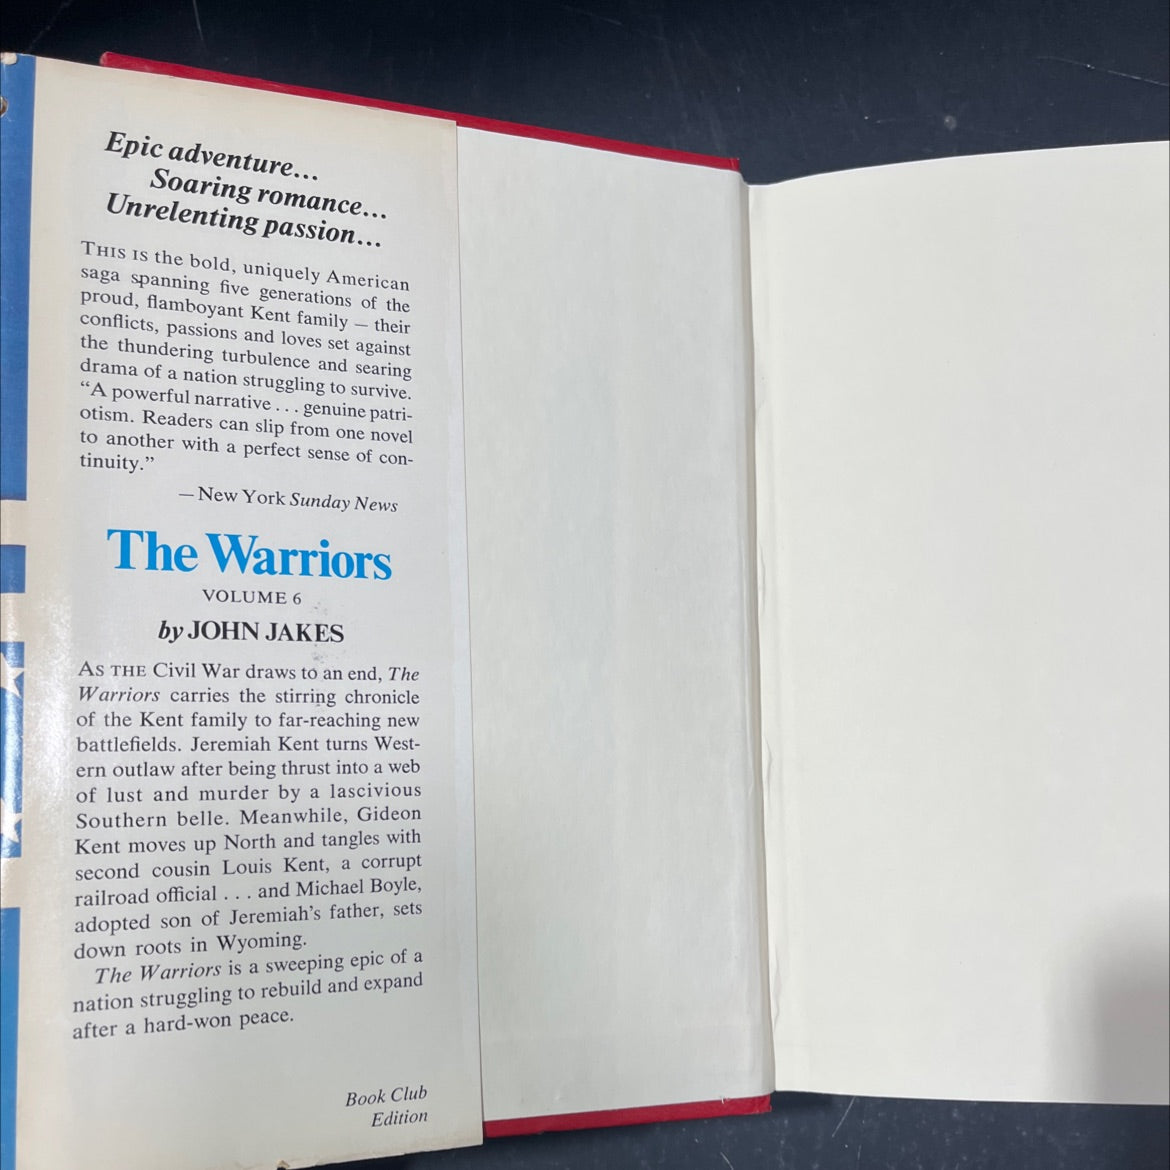 Epic adventure...
Soaring romance...
Unrelenting passion...
THIS IS the bold, uniquely American
saga spanning five generations of the
proud, flamboyant Kent family — their
conflicts, passions and loves set against
the thundering turbulence and searing
drama of a nation struggling to survive.
“A powerful narrative . . . genuine patri-
otism. Readers can slip from one novel
to another with a perfect sense of con-
tinuity.”
— New York Sunday News
The Warriors
VOLUME 6
by JOHN JAKES
AS THE Civil War draws to an end, The
Warriors carries the stirring chronicle
of the Kent family to far-reaching new
battlefields. Jeremiah Kent turns West-
ern outlaw after being thrust into a web
of lust and murder by a lascivious
Southern belle. Meanwhile, Gideon
Kent moves up North and tangles with
second cousin Louis Kent, a corrupt
railroad official . . . and Michael Boyle,
adopted son of Jeremiah’s father, sets
down roots in Wyoming.
The Warriors is a sweeping epic of a
nation struggling to rebuild and expand
after a hard-won peace.
Book Club
Edition